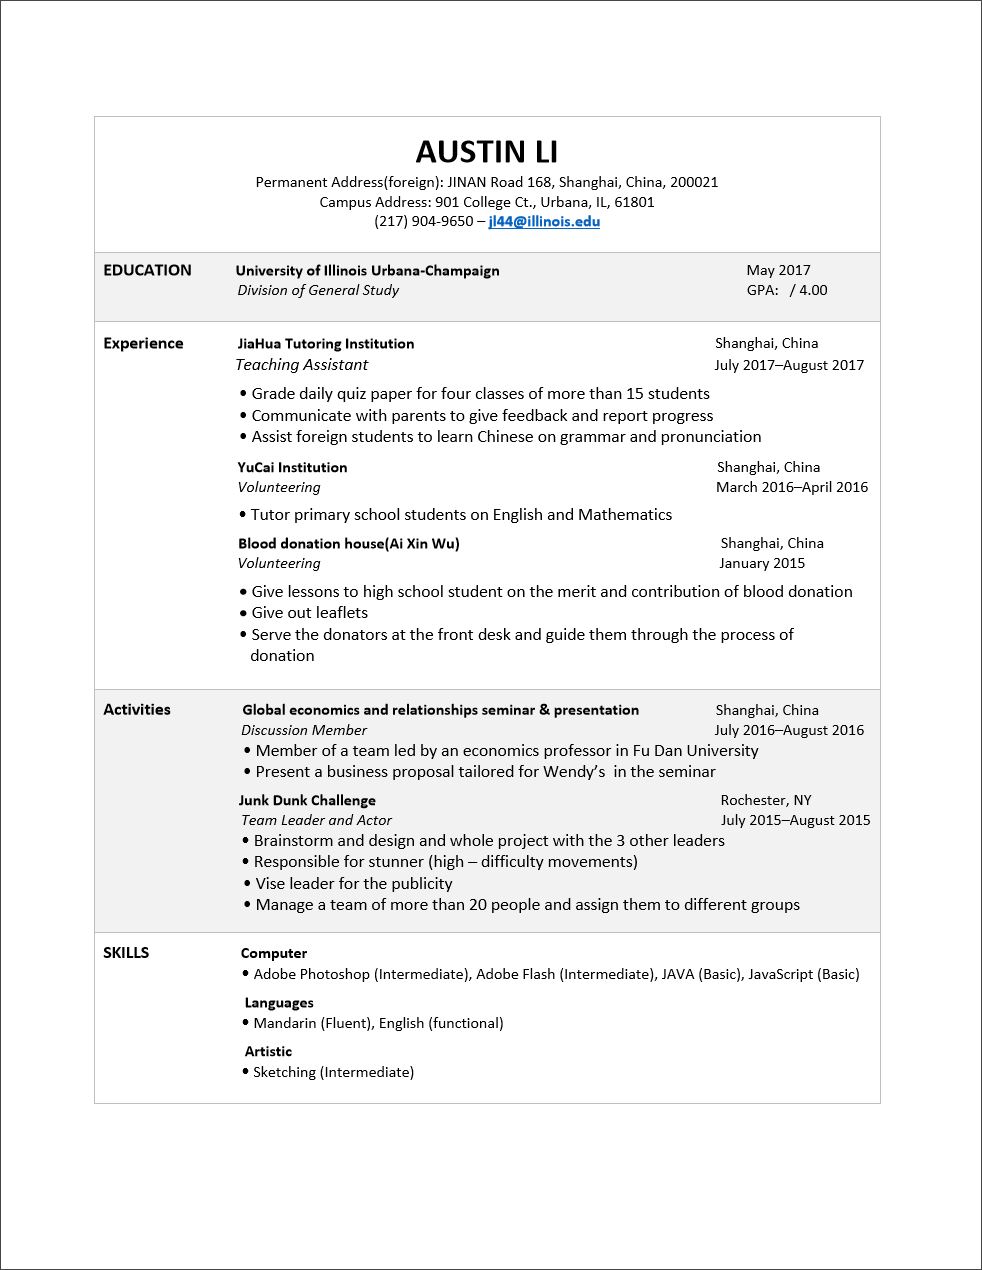 AUSTIN LI
Permanent Address(foreign): JINAN Road 168, Shanghai, China, 200021
Campus Address: 901 College Ct., Urbana, IL, 61801
(217) 904-9650 – jl44@illinois.edu
EDUCATION University of Illinois Urbana-Champaign May 2017
Division of General Study GPA: / 4.00
Experience JiaHua Tutoring Institution Shanghai, China
Teaching Assistant July 2017–August 2017
• Grade daily quiz paper for four classes of more than 15 students
• Communicate with parents to give feedback and report progress
• Assist foreign students to learn Chinese on grammar and pronunciation
YuCai Institution Shanghai, China
Volunteering March 2016–April 2016
• Tutor primary school students on English and Mathematics
Blood donation house(Ai Xin Wu) Shanghai, China
Volunteering January 2015
• Give lessons to high school student on the merit and contribution of blood donation
• Give out leaflets
• Serve the donators at the front desk and guide them through the process of
donation
Activities Global economics and relationships seminar & presentation Shanghai, China
Discussion Member July 2016–August 2016
• Member of a team led by an economics professor in Fu Dan University
• Present a business proposal tailored for Wendy’s in the seminar
Junk Dunk Challenge Rochester, NY
Team Leader and Actor July 2015–August 2015
• Brainstorm and design and whole project with the 3 other leaders
• Responsible for stunner (high – difficulty movements)
• Vise leader for the publicity
• Manage a team of more than 20 people and assign them to different groups
SKILLS Computer
• Adobe Photoshop (Intermediate), Adobe Flash (Intermediate), JAVA (Basic), JavaScript (Basic)
Languages
• Mandarin (Fluent), English (functional)
Artistic
• Sketching (Intermediate)